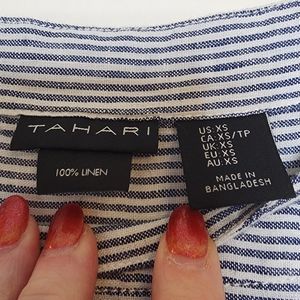 TAHARI
100% LINEN
US:XS
CA:XS/TP
UK:XS
EU:XS
AU:XS
MADE IN
BANGLADESH